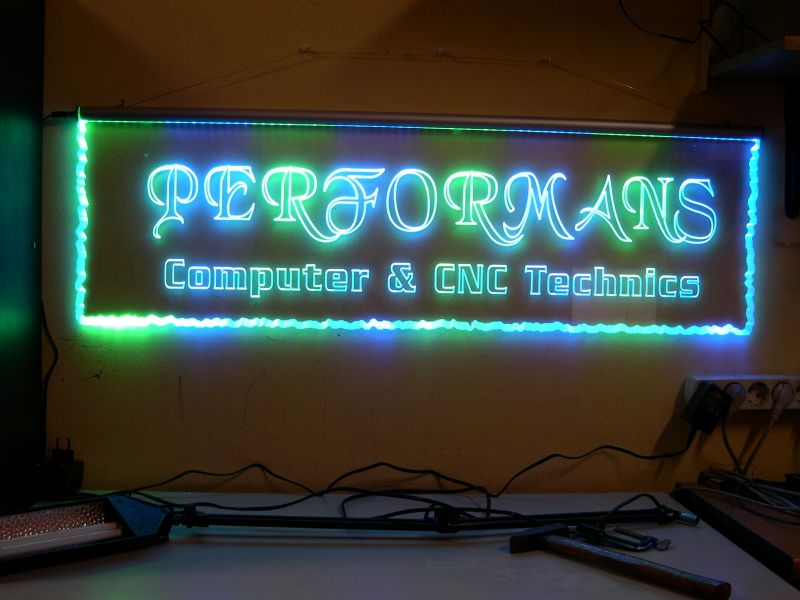 PERFORMANS
Computer & CNC Technics